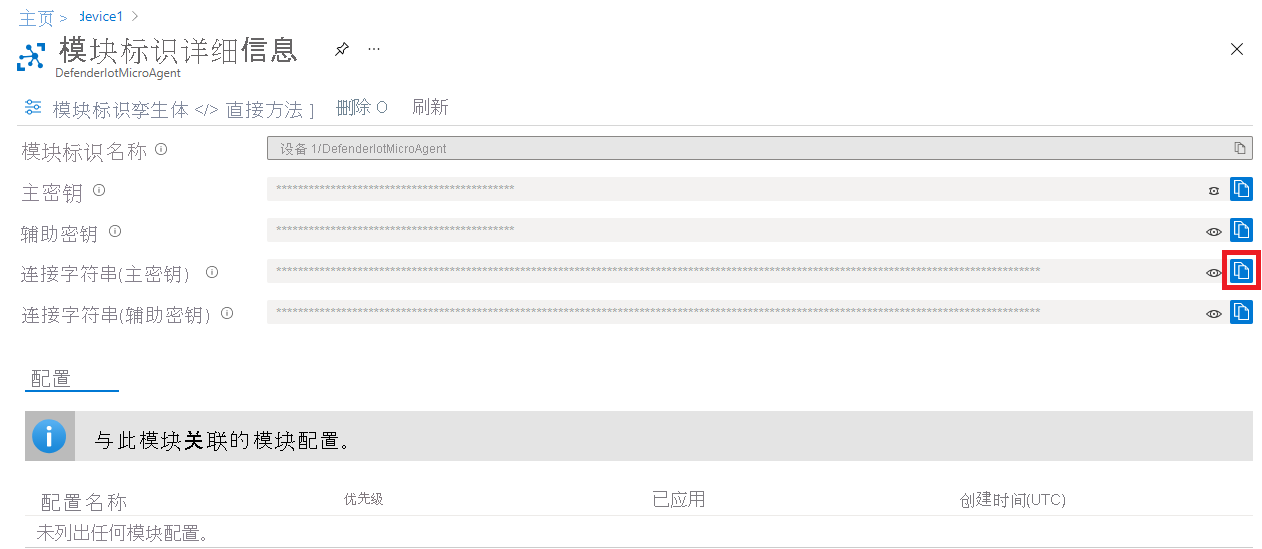 主页 > device1 >
模块标识详细信息 ...
DefenderIotMicroAgent
模块标识孪生体 </> 直接方法 ] 删除 O 刷新
模块标识名称 设备 1/DefenderIotMicroAgent
主密钥 ********************************************
辅助密钥 ********************************************
连接字符串(主密钥) **********************************************************************************************************************************************
连接字符串(辅助密钥) **********************************************************************************************************************************************
配置
与此模块关联的模块配置。
配置名称 优先级 已应用 创建时间(UTC)
未列出任何模块配置。